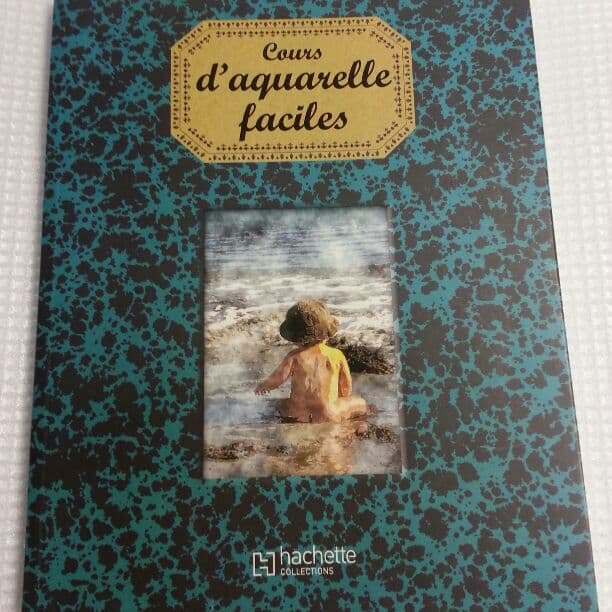 Cours
d'aquarelle
faciles
hachette
COLLECTIONS